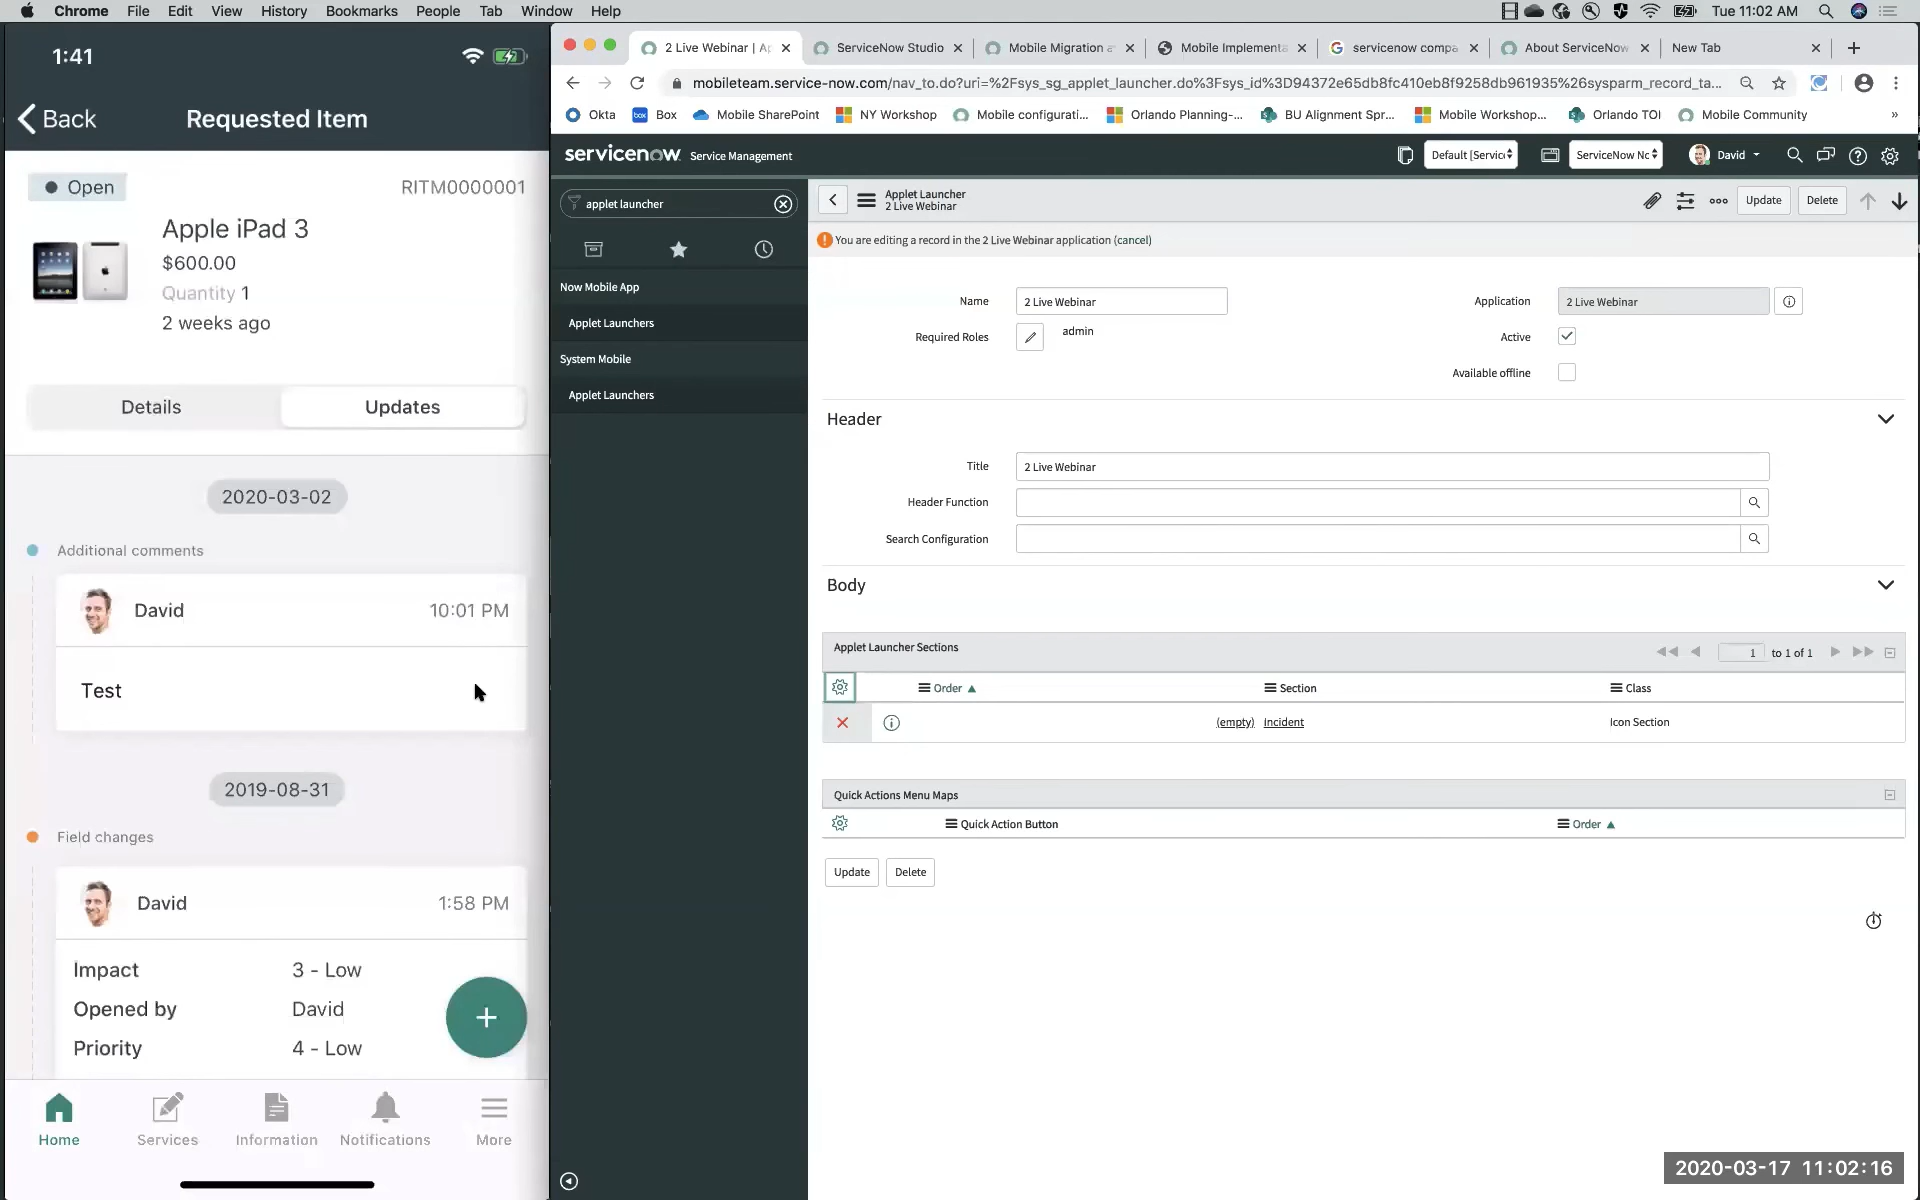 Chrome File Edit View History Bookmarks People Tab Window Help Tue 11:02 AM
1:41
Back Requested Item
Open RITM0000001
Apple iPad 3
$600.00
Quantity 1
2 weeks ago
Details Updates
2020-03-02
Additional comments
David 10:01 PM
Test
2019-08-31
Field changes
David 1:58 PM
Impact 3 - Low
Opened by David
Priority 4 - Low
+
Home Services Information Notifications More
2 Live Webinar | Ap ServiceNow Studio Mobile Migration a Mobile Implementa servicenow compa About ServiceNow New Tab
mobileteam.service-now.com/nav_to.do?uri=%2Fsys_sg_applet_launcher.do%3Fsys_id%3D94372e65db8fc410eb8f9258db961935%26sysparm_record_ta...
Okta box Box Mobile SharePoint NY Workshop Mobile configurati... Orlando Planning-... BU Alignment Spr... Mobile Workshop... Orlando TOI Mobile Community »
servicenow Service Management Default [Servic ServiceNow Nc David
applet launcher
Now Mobile App
Applet Launchers
System Mobile
Applet Launchers
Applet Launcher
2 Live Webinar
Update Delete
You are editing a record in the 2 Live Webinar application (cancel)
Name 2 Live Webinar Application 2 Live Webinar
Required Roles admin Active
Available offline
Header
Title 2 Live Webinar
Header Function
Search Configuration
Body
Applet Launcher Sections 1 to 1 of 1
Order Section Class
(empty) Incident Icon Section
Quick Actions Menu Maps
Quick Action Button Order
Update Delete
2020-03-17 11:02:16